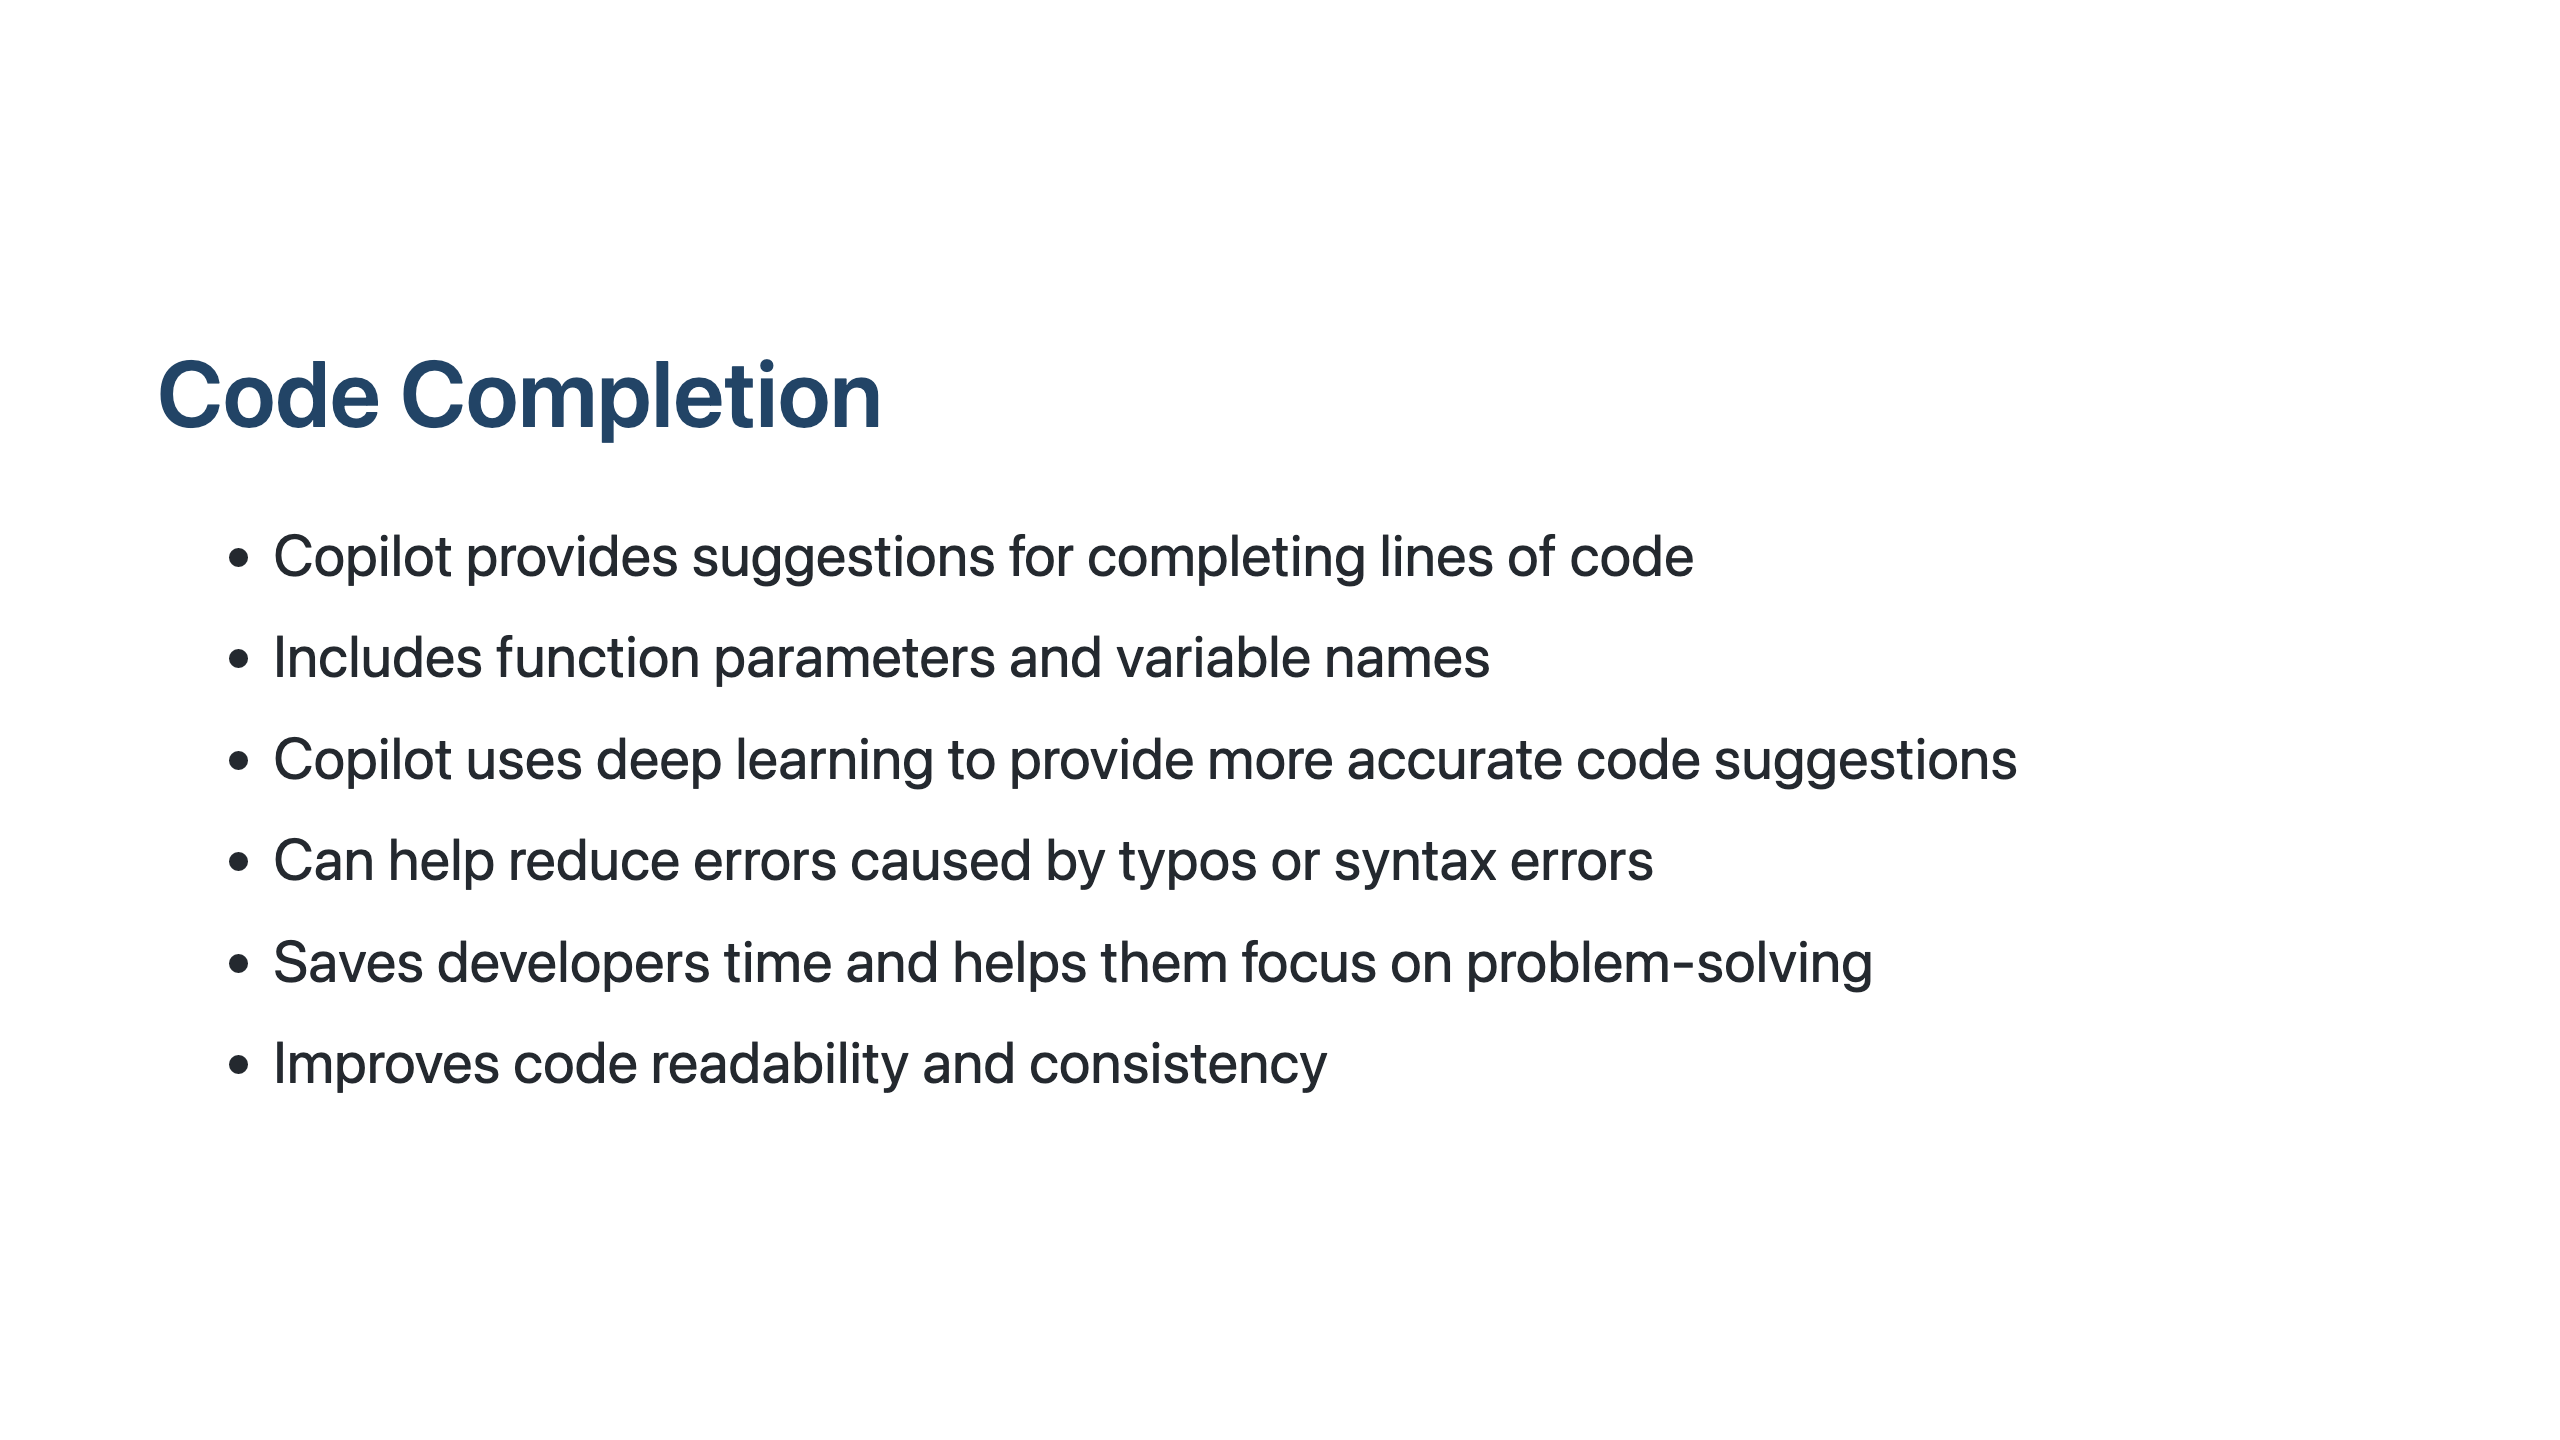 Code Completion
• Copilot provides suggestions for completing lines of code
• Includes function parameters and variable names
• Copilot uses deep learning to provide more accurate code suggestions
• Can help reduce errors caused by typos or syntax errors
• Saves developers time and helps them focus on problem-solving
• Improves code readability and consistency